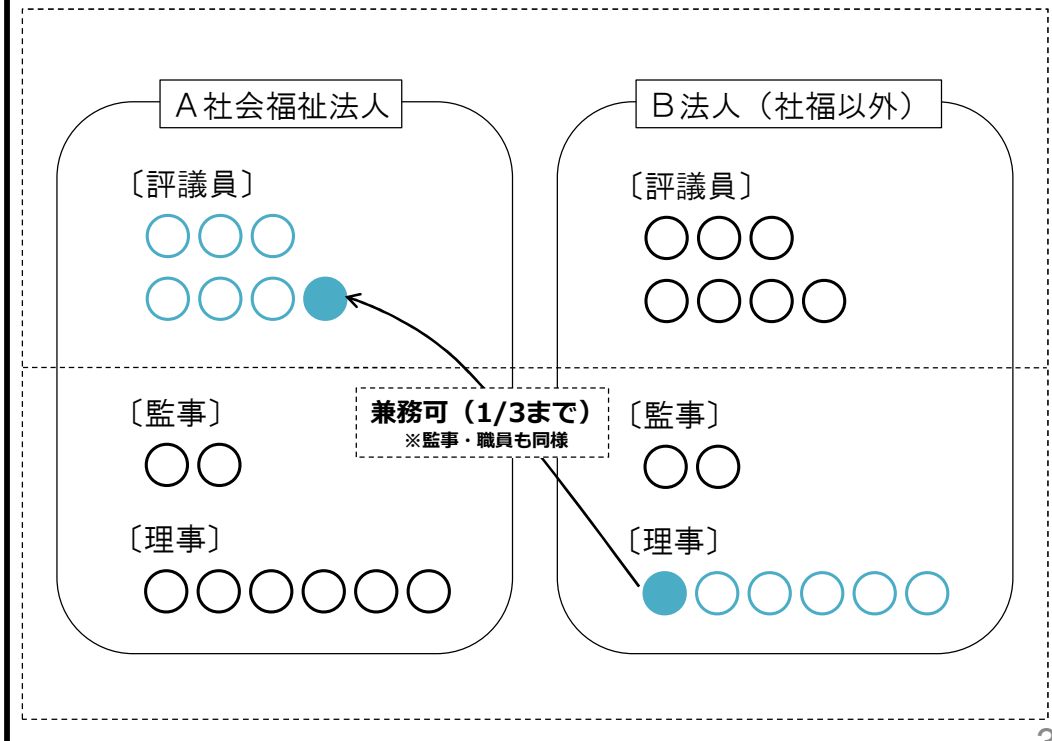 A社会福祉法人
B法人（社福以外）
〔評議員〕
〔評議員〕
兼務可（1/3まで）
※監事・職員も同様
〔監事〕
〔監事〕
〔理事〕
〔理事〕